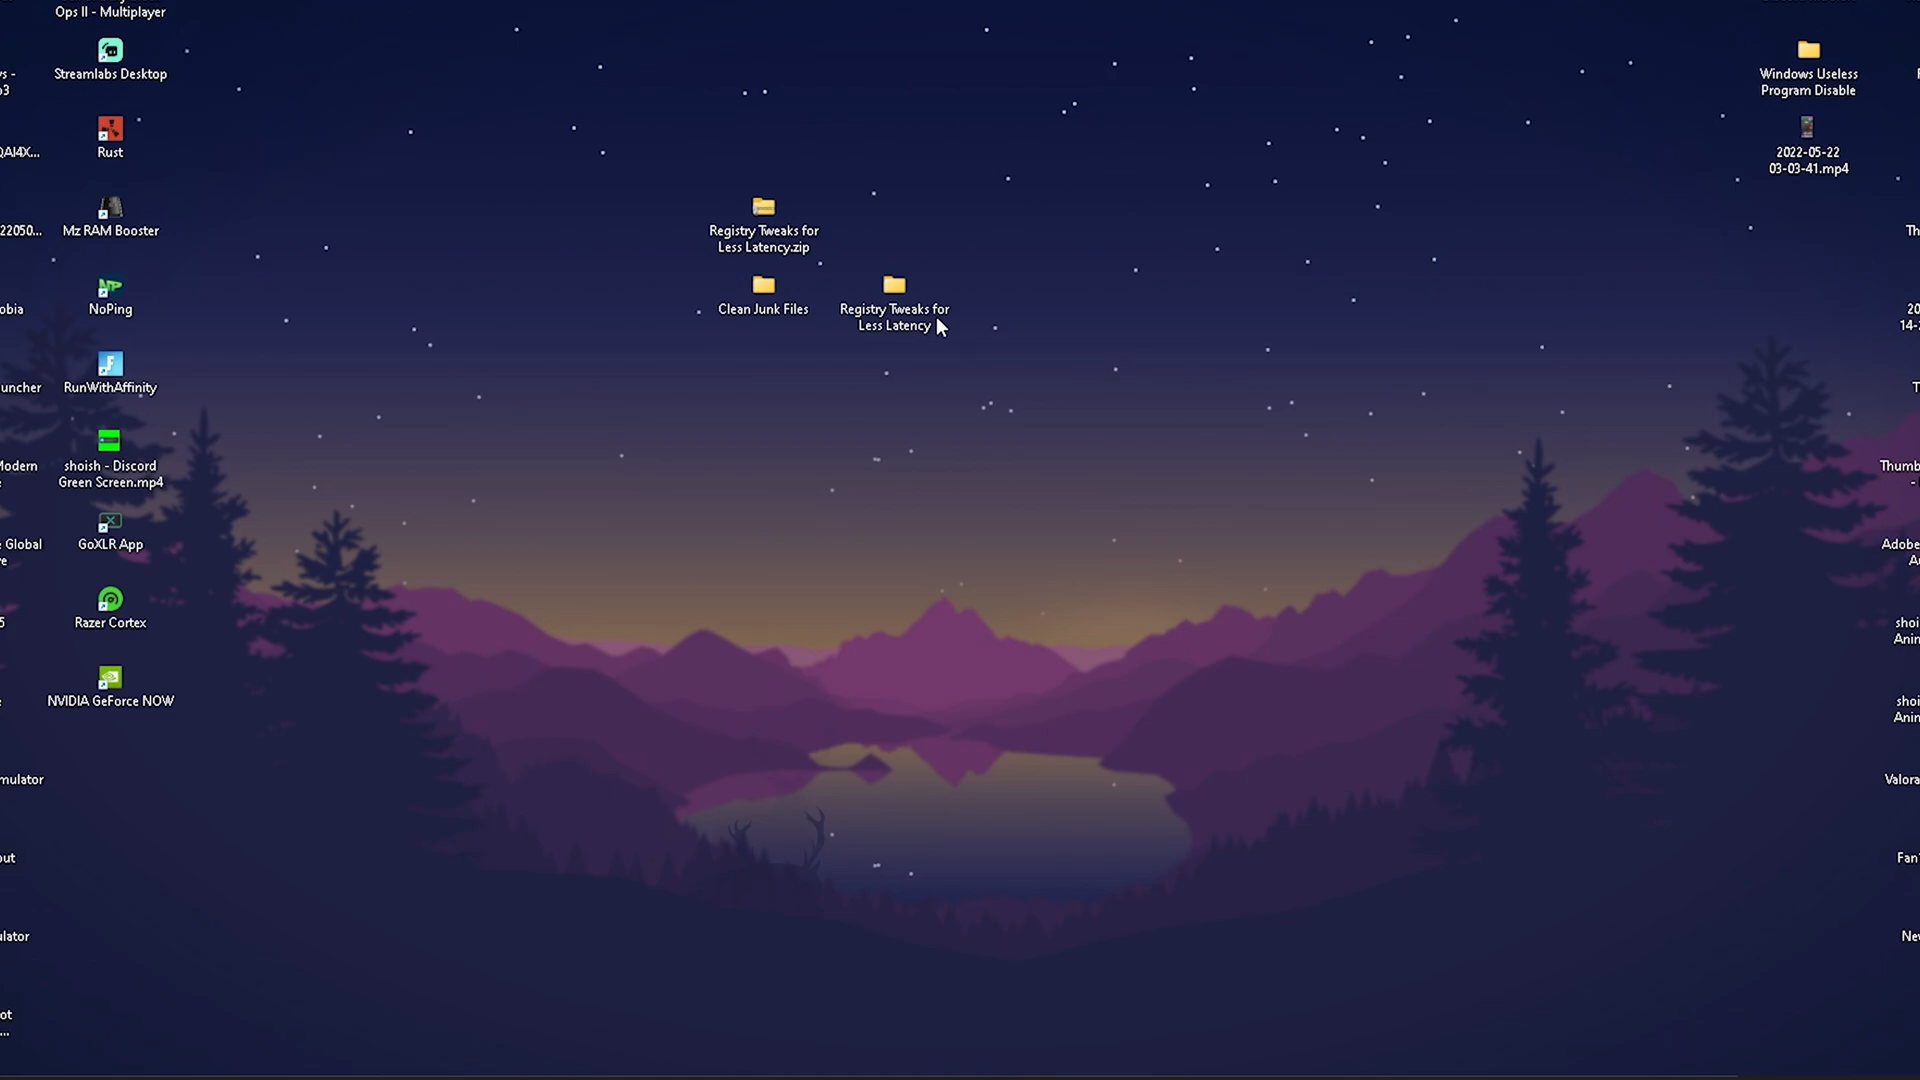 Ops II - Multiplayer
Streamlabs Desktop
Rust
Mz RAM Booster
22050...
NoPing
RunWithAffinity
shoish - Discord
Green Screen.mp4
GoXLR App
Global
Razer Cortex
NVIDIA GeForce NOW
Registry Tweaks for
Less Latency.zip
Clean Junk Files
Registry Tweaks for
Less Latency
Windows Useless
Program Disable
2022-05-22
03-03-41.mp4